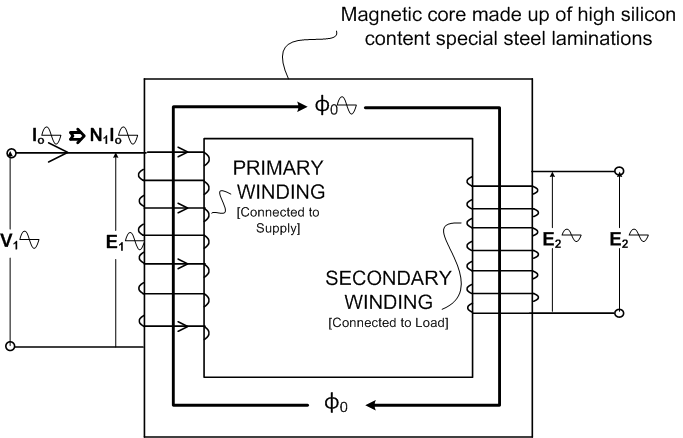 Magnetic core made up of high silicon
content special steel laminations
ϕ₀
I₀ ⇨ N₁I₀
PRIMARY
WINDING
[Connected to
Supply]
V₁
E₁
E₂
E₂
SECONDARY
WINDING
[Connected to Load]
ϕ₀